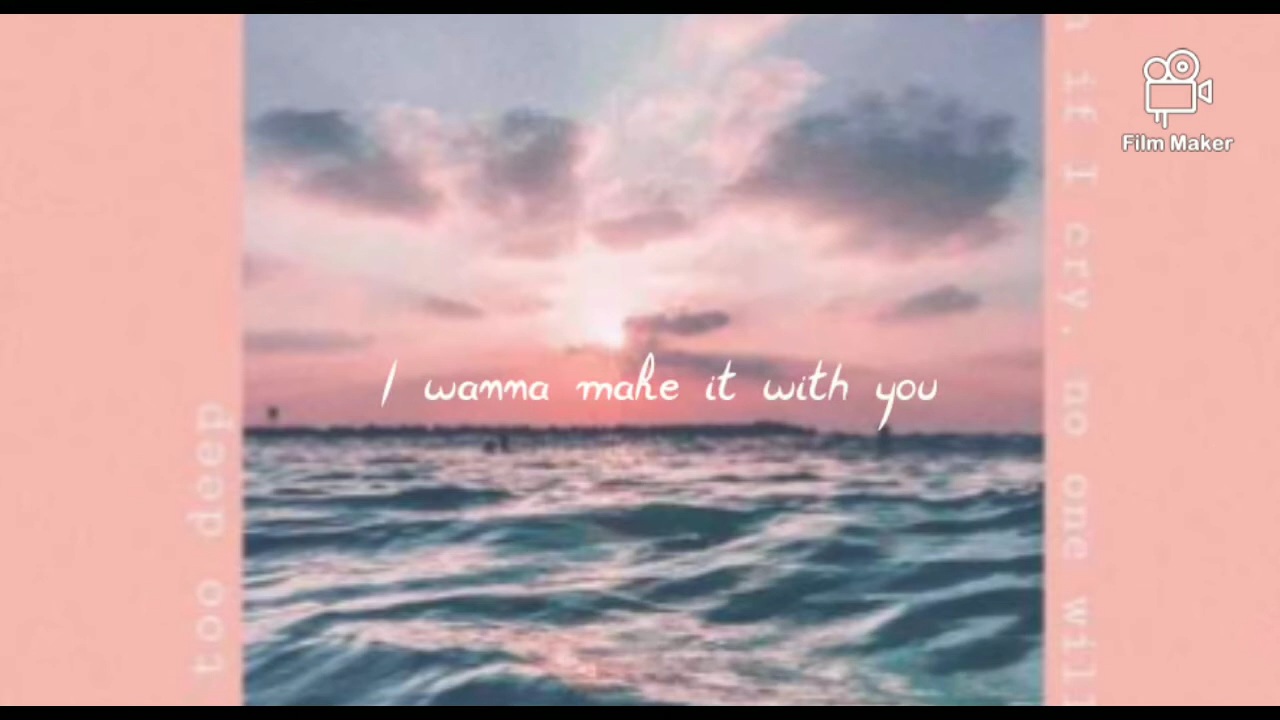 Film Maker
I wanna make it with you
too deep
if I cry, no one will